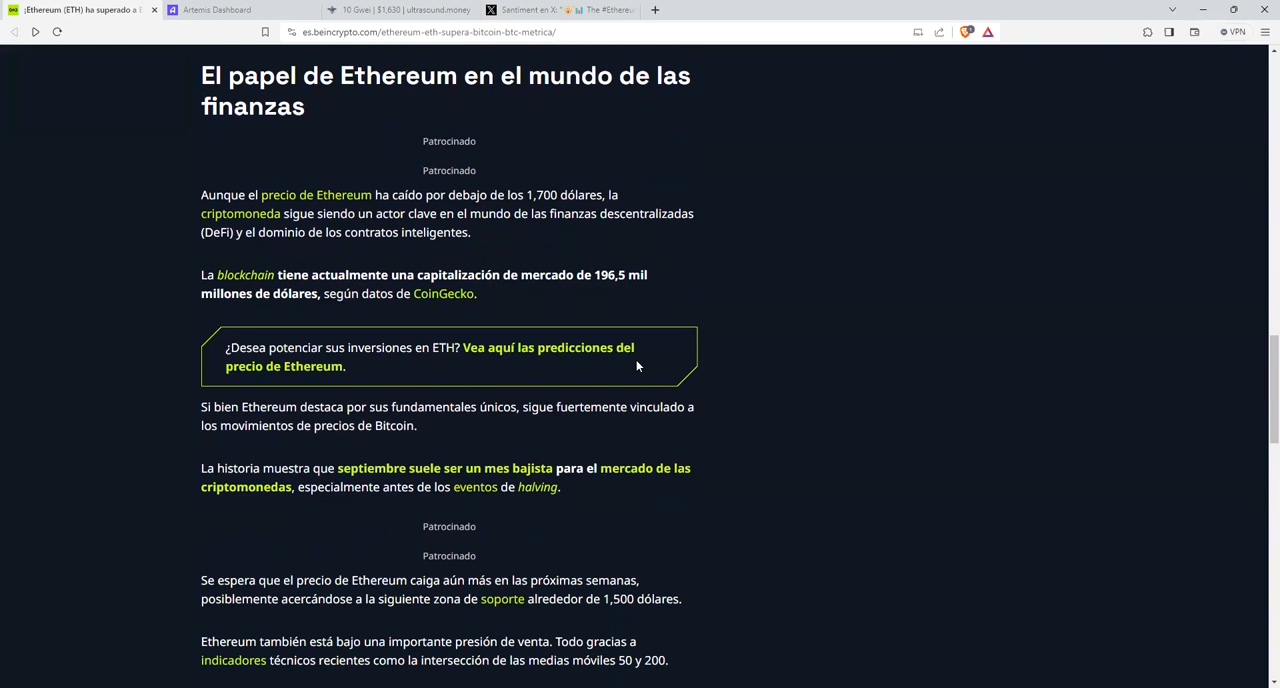 ¡Ethereum (ETH) ha superado a
Artemis Dashboard
10 Gwei | $1,630 | ultrasound.money
Santiment en X: "
The #Ethereu
es.beincrypto.com/ethereum-eth-supera-bitcoin-btc-metrica/
1
VPN
El papel de Ethereum en el mundo de las
finanzas
Patrocinado
Patrocinado
Aunque el precio de Ethereum ha caído por debajo de los 1,700 dólares, la
criptomoneda sigue siendo un actor clave en el mundo de las finanzas descentralizadas
(DeFi) y el dominio de los contratos inteligentes.
La blockchain tiene actualmente una capitalización de mercado de 196,5 mil
millones de dólares, según datos de CoinGecko.
¿Desea potenciar sus inversiones en ETH? Vea aquí las predicciones del
precio de Ethereum.
Si bien Ethereum destaca por sus fundamentales únicos, sigue fuertemente vinculado a
los movimientos de precios de Bitcoin.
La historia muestra que septiembre suele ser un mes bajista para el mercado de las
criptomonedas, especialmente antes de los eventos de halving.
Patrocinado
Patrocinado
Se espera que el precio de Ethereum caiga aún más en las próximas semanas,
posiblemente acercándose a la siguiente zona de soporte alrededor de 1,500 dólares.
Ethereum también está bajo una importante presión de venta. Todo gracias a
indicadores técnicos recientes como la intersección de las medias móviles 50 y 200.